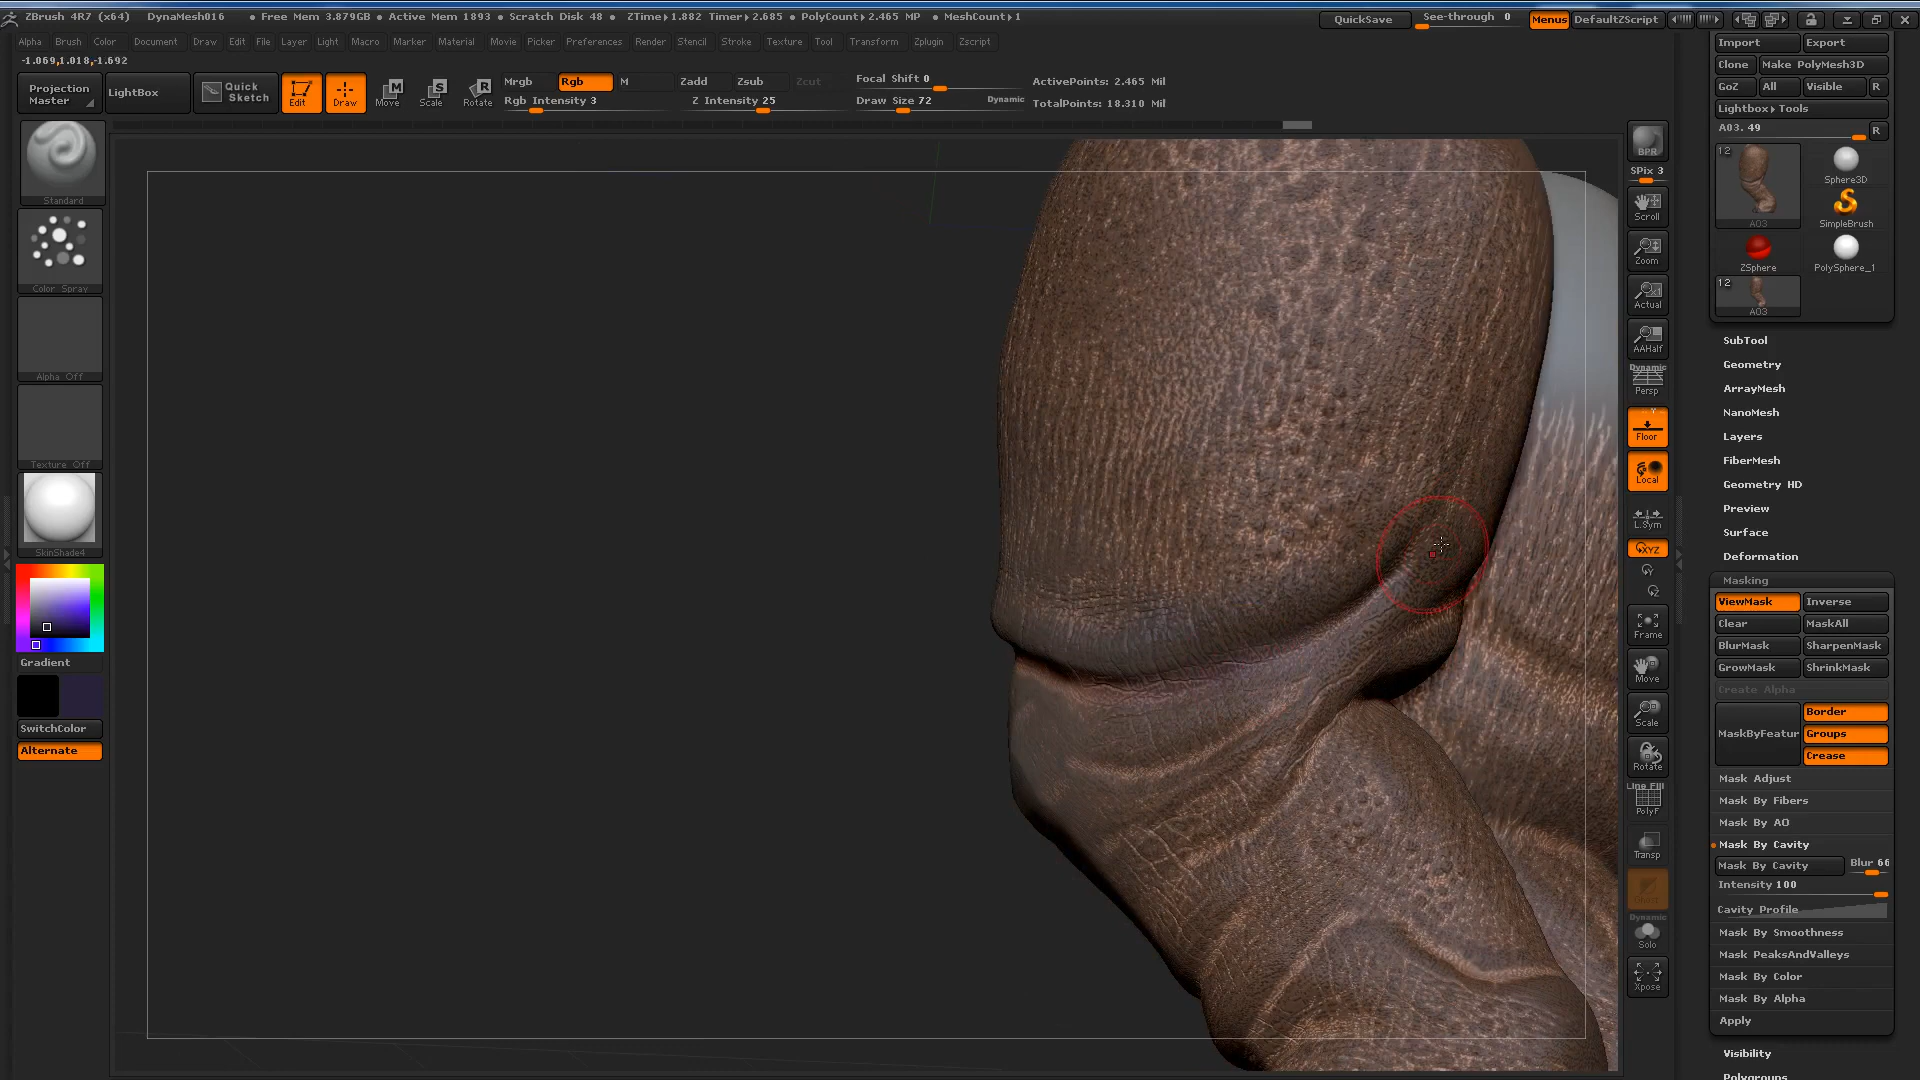 ZBrush 4R7 (x64) DynaMesh016 • Free Mem 3.879GB • Active Mem 1893 • Scratch Disk 48 • ZTime▸1.882 Timer▸2.685 • PolyCount▸2.465 MP • MeshCount▸1 QuickSave See-through 0 Menus DefaultZScript
Alpha Brush Color Document Draw Edit File Layer Light Macro Marker Material Movie Picker Preferences Render Stencil Stroke Texture Tool Transform Zplugin Zscript
-1.069,1.018,-1.692
Projection Master
LightBox
Quick Sketch
Edit
Draw
Move
Scale
Rotate
Mrgb Rgb M Zadd Zsub Zcut
Rgb Intensity 3 Z Intensity 25
Focal Shift 0
Draw Size 72 Dynamic
ActivePoints: 2.465 Mil
TotalPoints: 18.310 Mil
Standard
Color Spray
Alpha Off
Texture Off
SkinShade4
Gradient
SwitchColor
Alternate
BPR
SPix 3
Scroll
Zoom
Actual
AAHalf
Dynamic
Persp
Floor
Local
L.Sym
XYZ
Frame
Move
Scale
Rotate
Line Fill
PolyF
Transp
Dynamic
Solo
Xpose
Import Export
Clone Make PolyMesh3D
GoZ All Visible R
Lightbox▸Tools
A03. 49 R
12
A03
Sphere3D
SimpleBrush
ZSphere
PolySphere_1
12
A03
SubTool
Geometry
ArrayMesh
NanoMesh
Layers
FiberMesh
Geometry HD
Preview
Surface
Deformation
Masking
ViewMask Inverse
Clear MaskAll
BlurMask SharpenMask
GrowMask ShrinkMask
Create Alpha
MaskByFeatur
Border
Groups
Crease
Mask Adjust
Mask By Fibers
Mask By AO
Mask By Cavity
Mask By Cavity Blur 66
Intensity 100
Cavity Profile
Mask By Smoothness
Mask PeaksAndValleys
Mask By Color
Mask By Alpha
Apply
Visibility
Polygroups